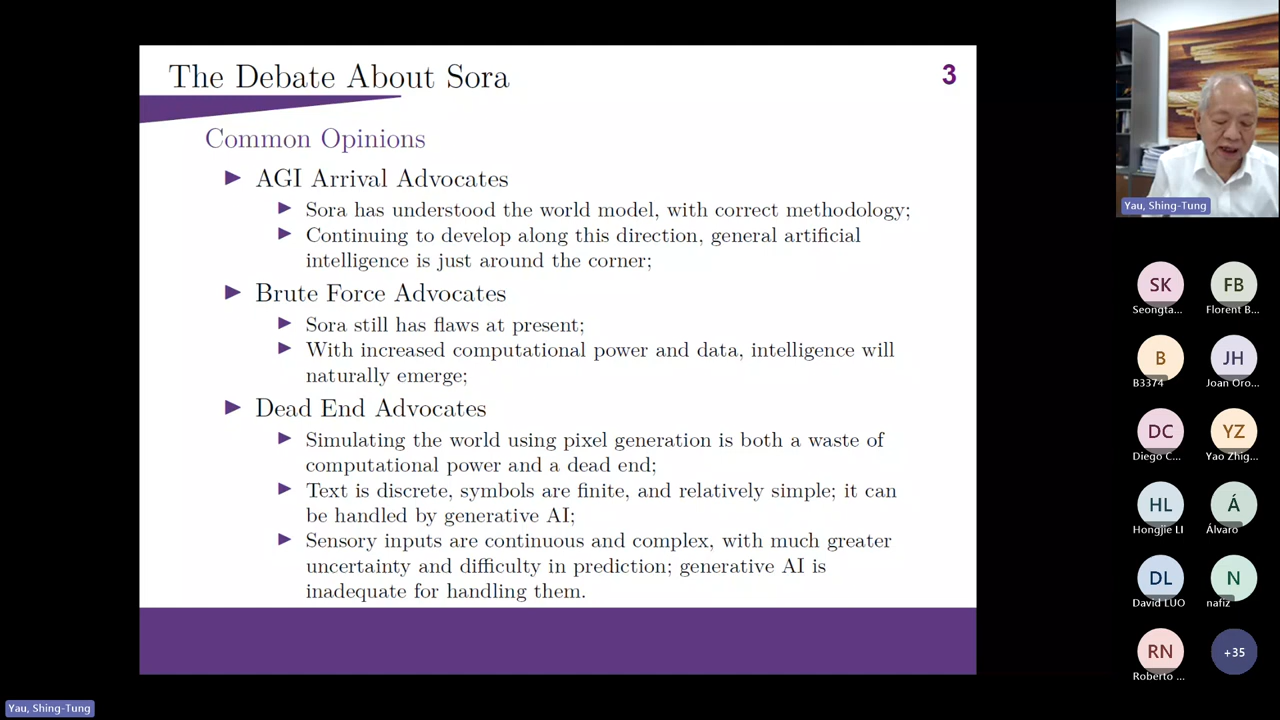 The Debate About Sora
3
Common Opinions
AGI Arrival Advocates
Sora has understood the world model, with correct methodology;
Continuing to develop along this direction, general artificial
intelligence is just around the corner;
Brute Force Advocates
Sora still has flaws at present;
With increased computational power and data, intelligence will
naturally emerge;
Dead End Advocates
Simulating the world using pixel generation is both a waste of
computational power and a dead end;
Text is discrete, symbols are finite, and relatively simple; it can
be handled by generative AI;
Sensory inputs are continuous and complex, with much greater
uncertainty and difficulty in prediction; generative AI is
inadequate for handling them.
Yau, Shing-Tung
SK
Seongta...
FB
Florent B...
B
B3374
JH
Joan Oro...
DC
Diego C...
YZ
Yao Zhig...
HL
Hongjie LI
Á
Álvaro
DL
David LUO
N
nafiz
RN
Roberto ...
+35
Yau, Shing-Tung